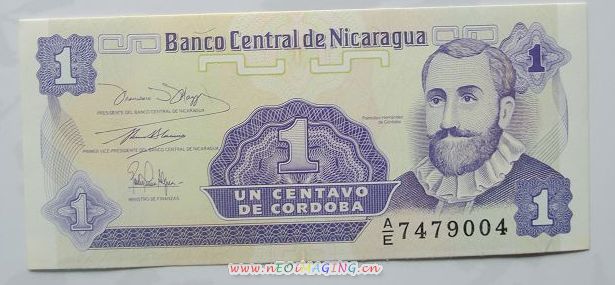 Banco Central de Nicaragua
1
1
PRESIDENTE DEL BANCO CENTRAL DE NICARAGUA
Francisco Hernández
de Córdoba
PRIMER VICE-PRESIDENTE DEL BANCO CENTRAL DE NICARAGUA
1
UN CENTAVO
DE CORDOBA
MINISTRO DE FINANZAS
1
1
A/E 7479004
www.nEOiMAGING.cn